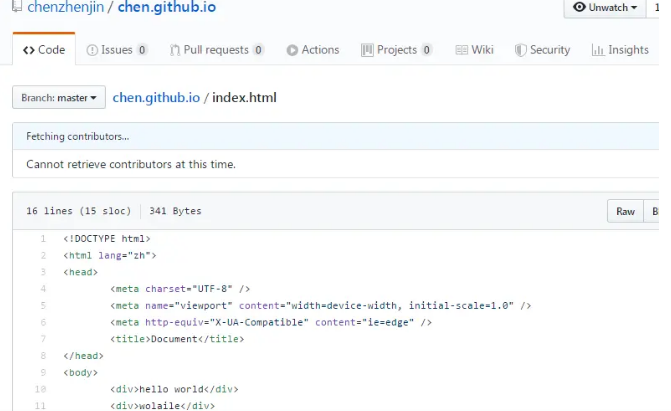 chenzhenjin / chen.github.io
Unwatch
Code
Issues 0
Pull requests 0
Actions
Projects 0
Wiki
Security
Insights
Branch: master
chen.github.io / index.html
Fetching contributors...
Cannot retrieve contributors at this time.
16 lines (15 sloc) 341 Bytes
Raw
1 <!DOCTYPE html>
2 <html lang="zh">
3 <head>
4 <meta charset="UTF-8" />
5 <meta name="viewport" content="width=device-width, initial-scale=1.0" />
6 <meta http-equiv="X-UA-Compatible" content="ie=edge" />
7 <title>Document</title>
8 </head>
9 <body>
10 <div>hello world</div>
11 <div>wolaile</div>